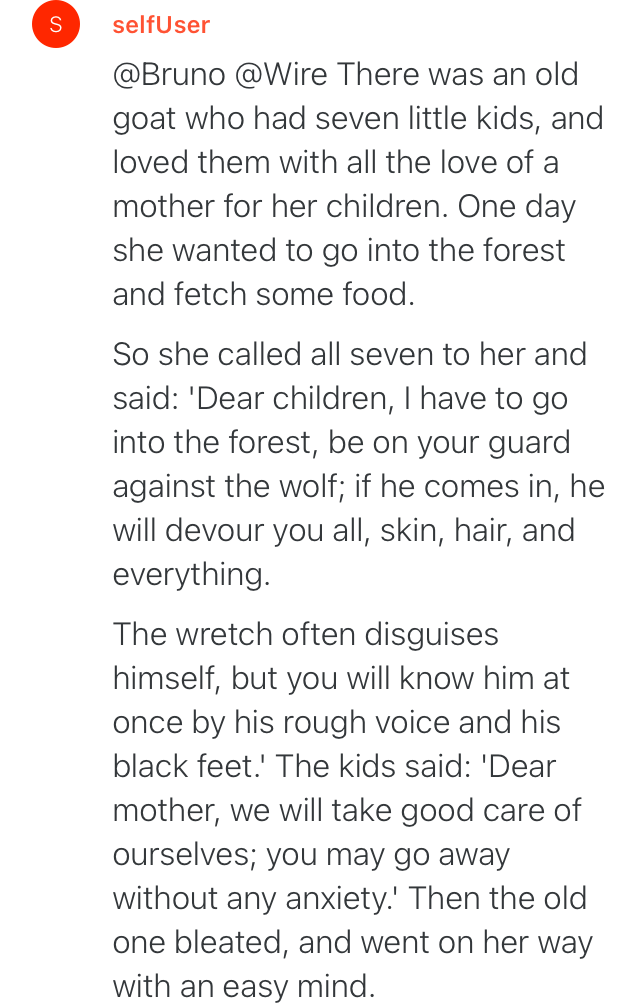 S
selfUser
@Bruno @Wire There was an old
goat who had seven little kids, and
loved them with all the love of a
mother for her children. One day
she wanted to go into the forest
and fetch some food.
So she called all seven to her and
said: 'Dear children, I have to go
into the forest, be on your guard
against the wolf; if he comes in, he
will devour you all, skin, hair, and
everything.
The wretch often disguises
himself, but you will know him at
once by his rough voice and his
black feet.' The kids said: 'Dear
mother, we will take good care of
ourselves; you may go away
without any anxiety.' Then the old
one bleated, and went on her way
with an easy mind.